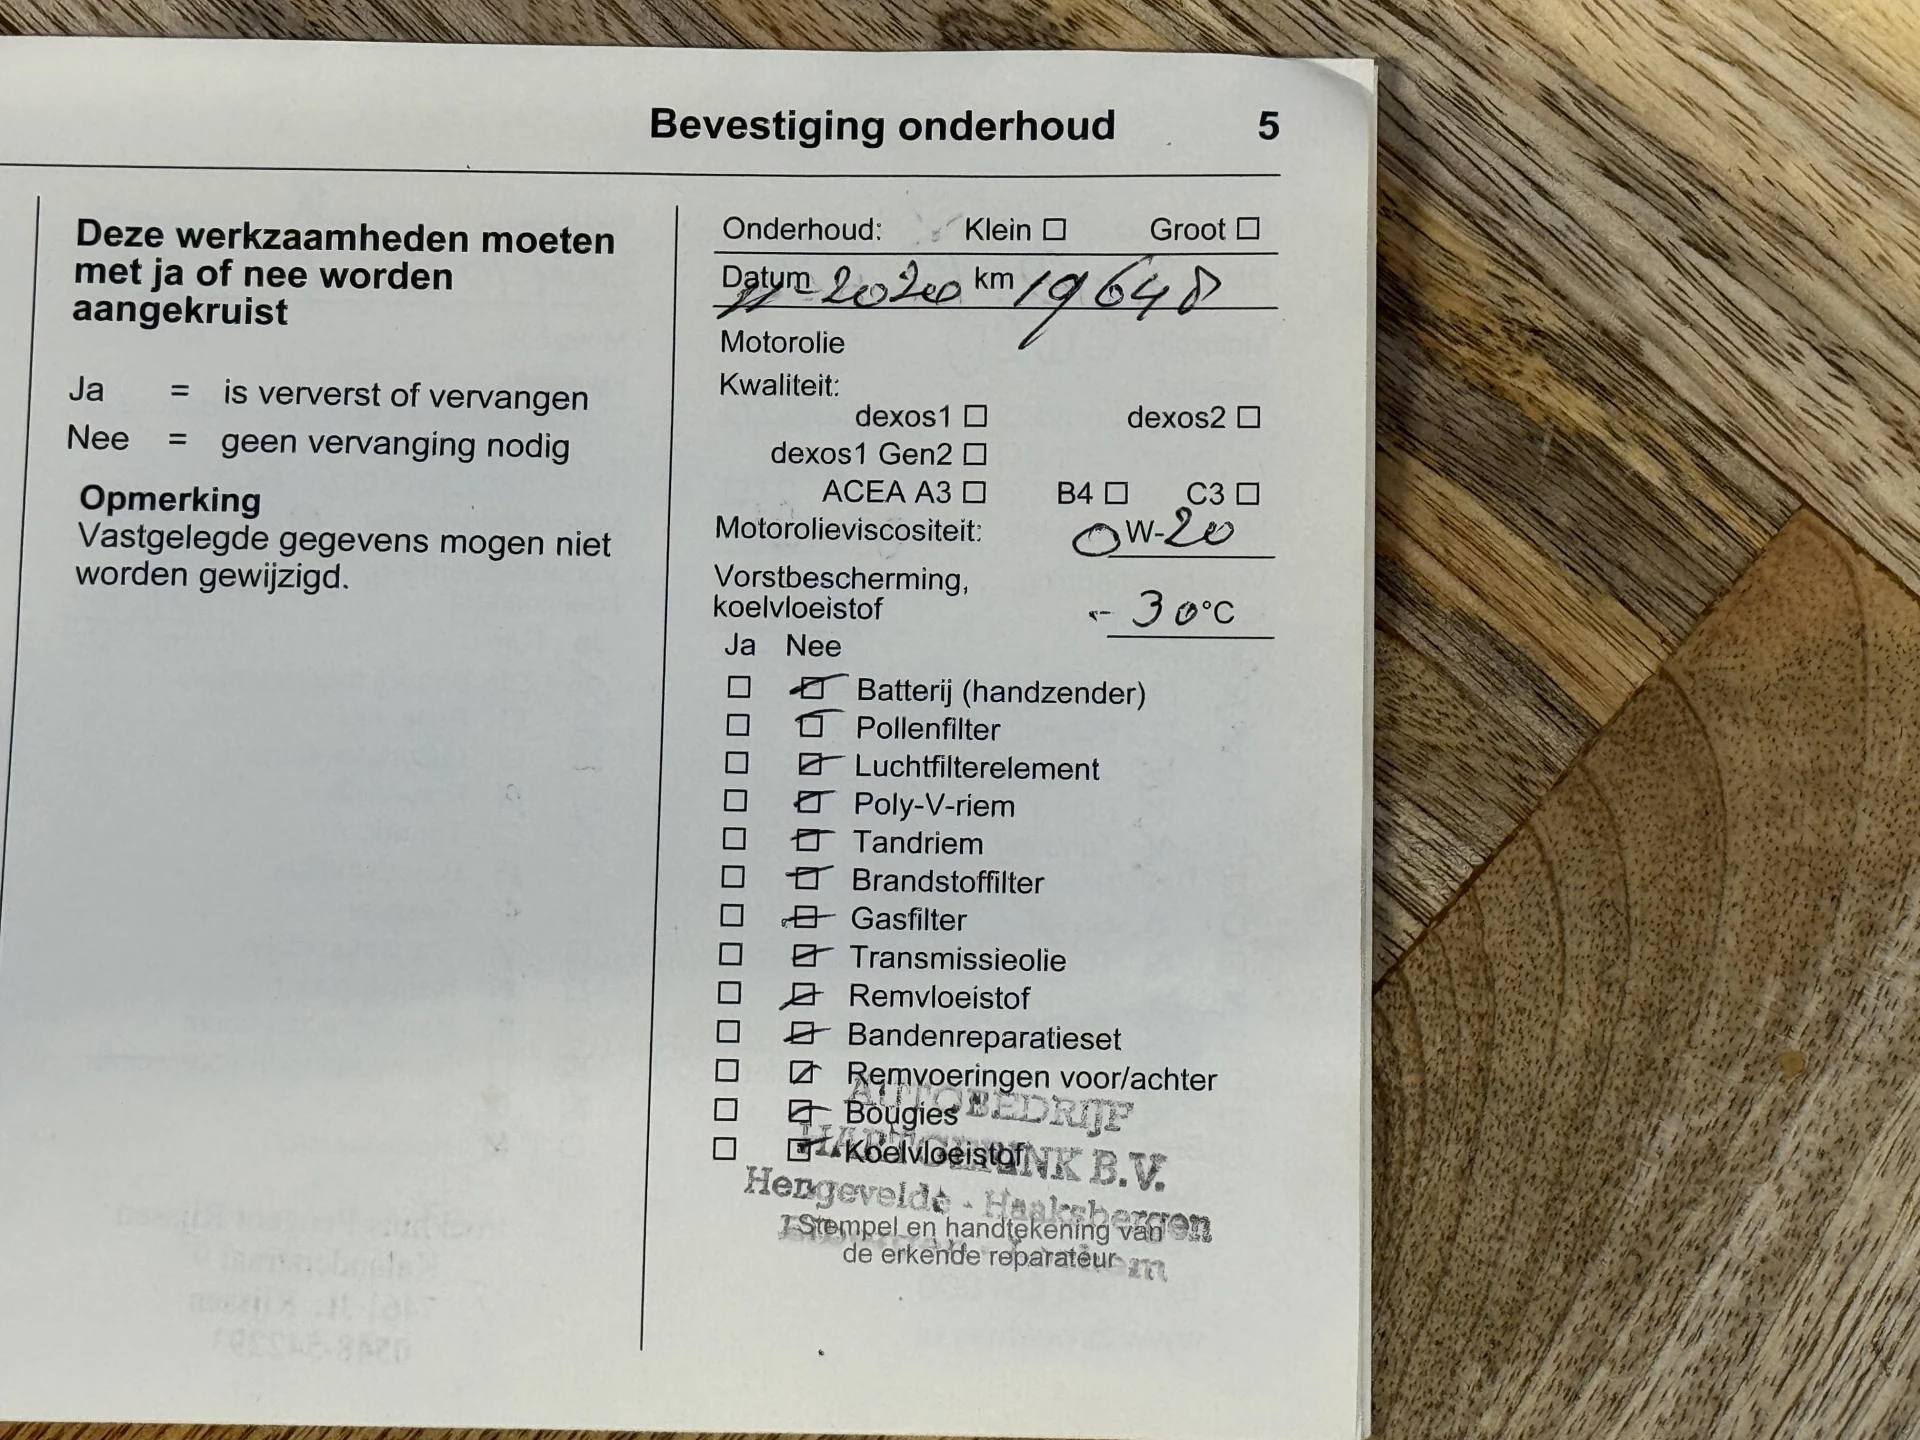 Bevestiging onderhoud 5
Deze werkzaamheden moeten
met ja of nee worden
aangekruist
Ja = is ververst of vervangen
Nee = geen vervanging nodig
Opmerking
Vastgelegde gegevens mogen niet
worden gewijzigd.
Onderhoud: Klein ☐ Groot ☐
Datum 11-2020 km 19648
Motorolie
Kwaliteit:
dexos1 ☐ dexos2 ☐
dexos1 Gen2 ☐
ACEA A3 ☐ B4 ☐ C3 ☐
Motorolieviscositeit: 0 W-20
Vorstbescherming,
koelvloeistof - 30°C
Ja Nee
Batterij (handzender)
Pollenfilter
Luchtfilterelement
Poly-V-riem
Tandriem
Brandstoffilter
Gasfilter
Transmissieolie
Remvloeistof
Bandenreparatieset
Remvoeringen voor/achter
AUTOBEDRIJF
Bougies
Koelvloeistof
B.V.
Hengevelde - Haaksbergen
Stempel en handtekening van
de erkende reparateur